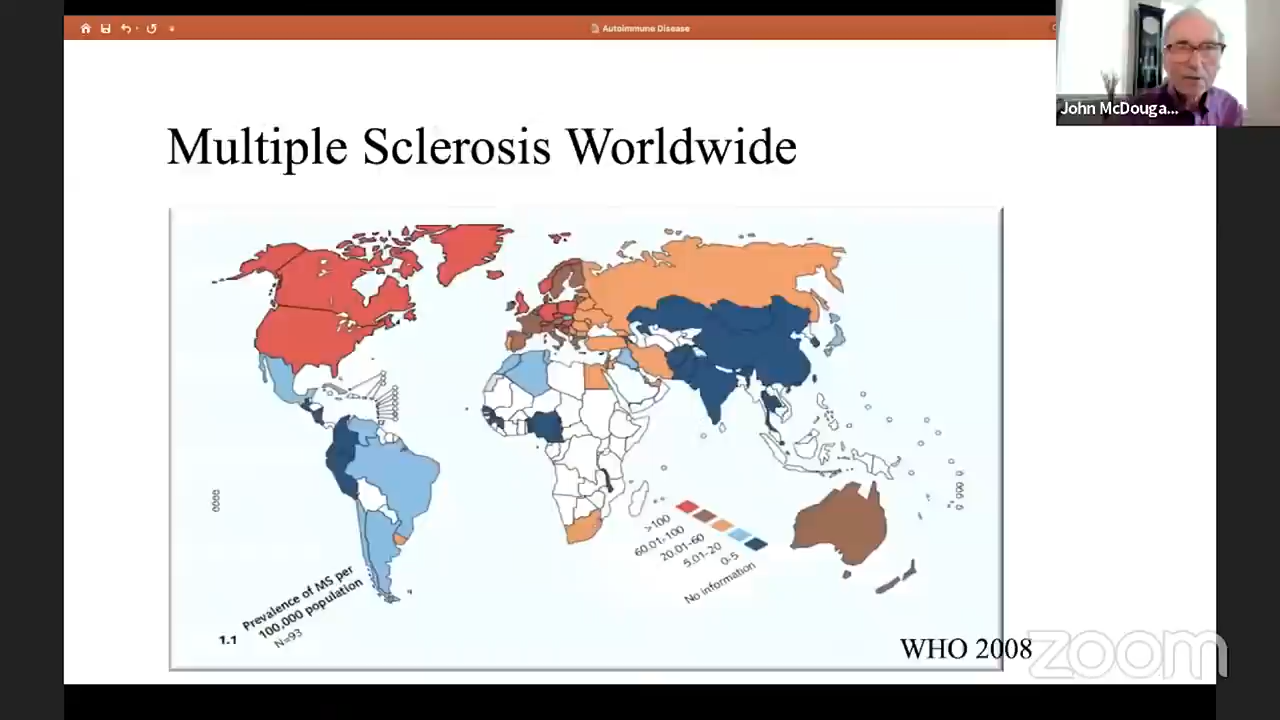 Autoimmune Disease
John McDouga...
Multiple Sclerosis Worldwide
>100
60.01-100
20.01-60
5.01-20
0-5
No information
Prevalence of MS per
100,000 population
1.1
N=93
WHO 2008
zoom